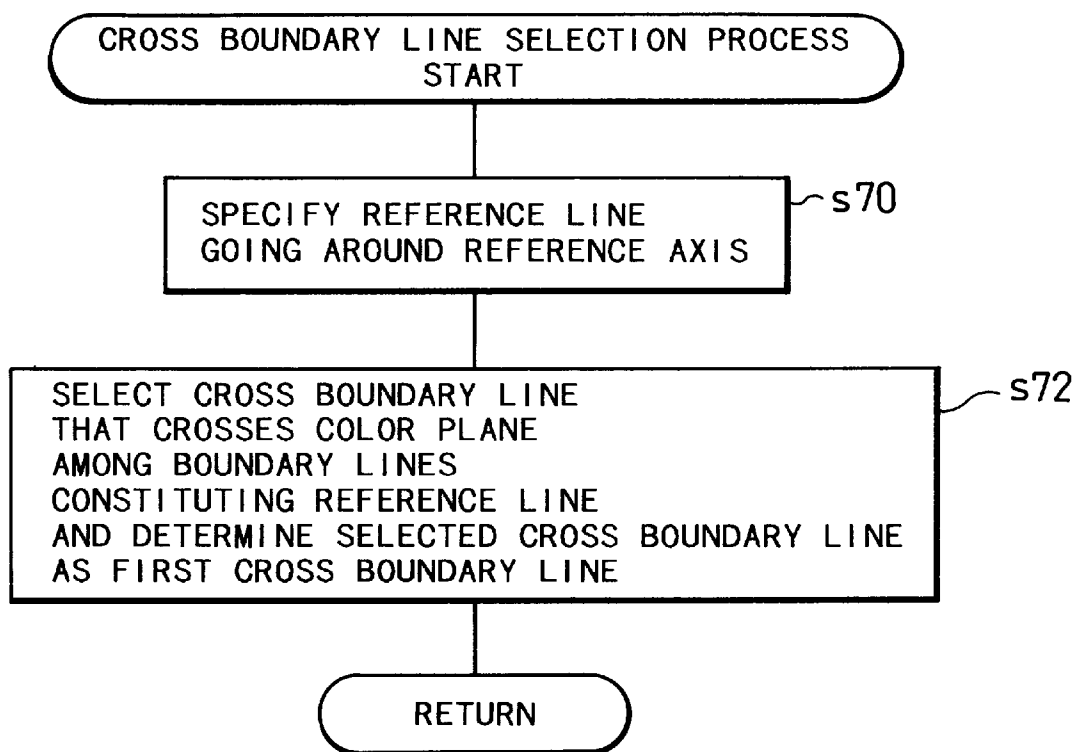 CROSS BOUNDARY LINE SELECTION PROCESS
START
SPECIFY REFERENCE LINE
GOING AROUND REFERENCE AXIS
s70
SELECT CROSS BOUNDARY LINE
THAT CROSSES COLOR PLANE
AMONG BOUNDARY LINES
CONSTITUTING REFERENCE LINE
AND DETERMINE SELECTED CROSS BOUNDARY LINE
AS FIRST CROSS BOUNDARY LINE
s72
RETURN